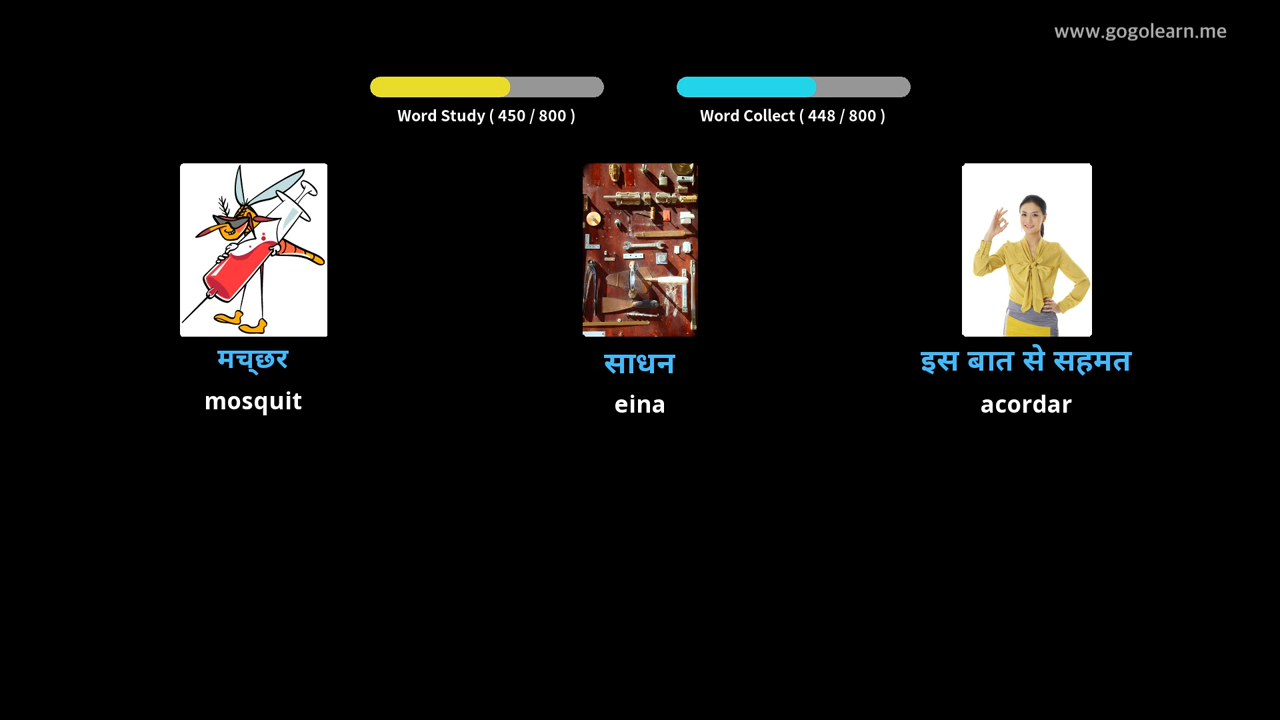 www.gogolearn.me
Word Study ( 450 / 800 )
Word Collect ( 448 / 800 )
मच्छर
mosquit
साधन
eina
इस बात से सहमत
acordar